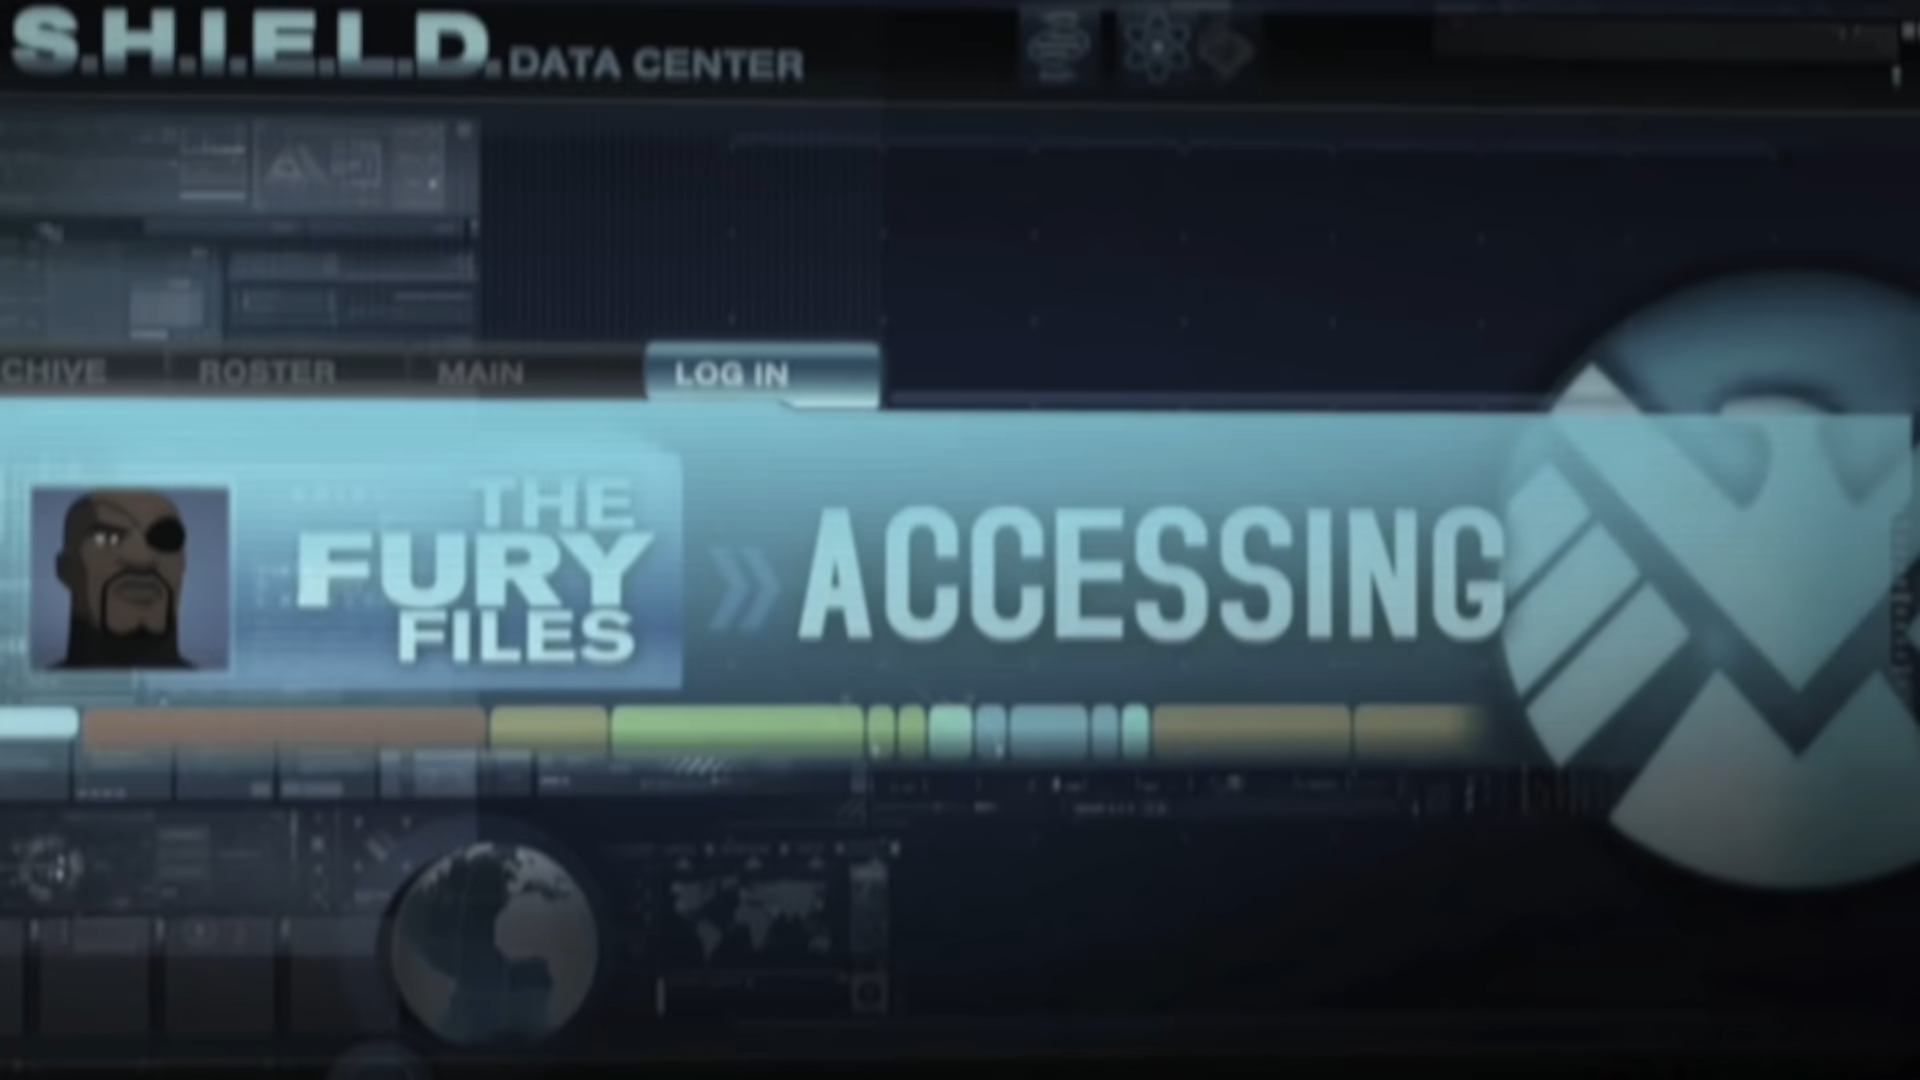 S.H.I.E.L.D. DATA CENTER
CHIVE ROSTER MAIN LOG IN
THE
FURY
FILES
» ACCESSING